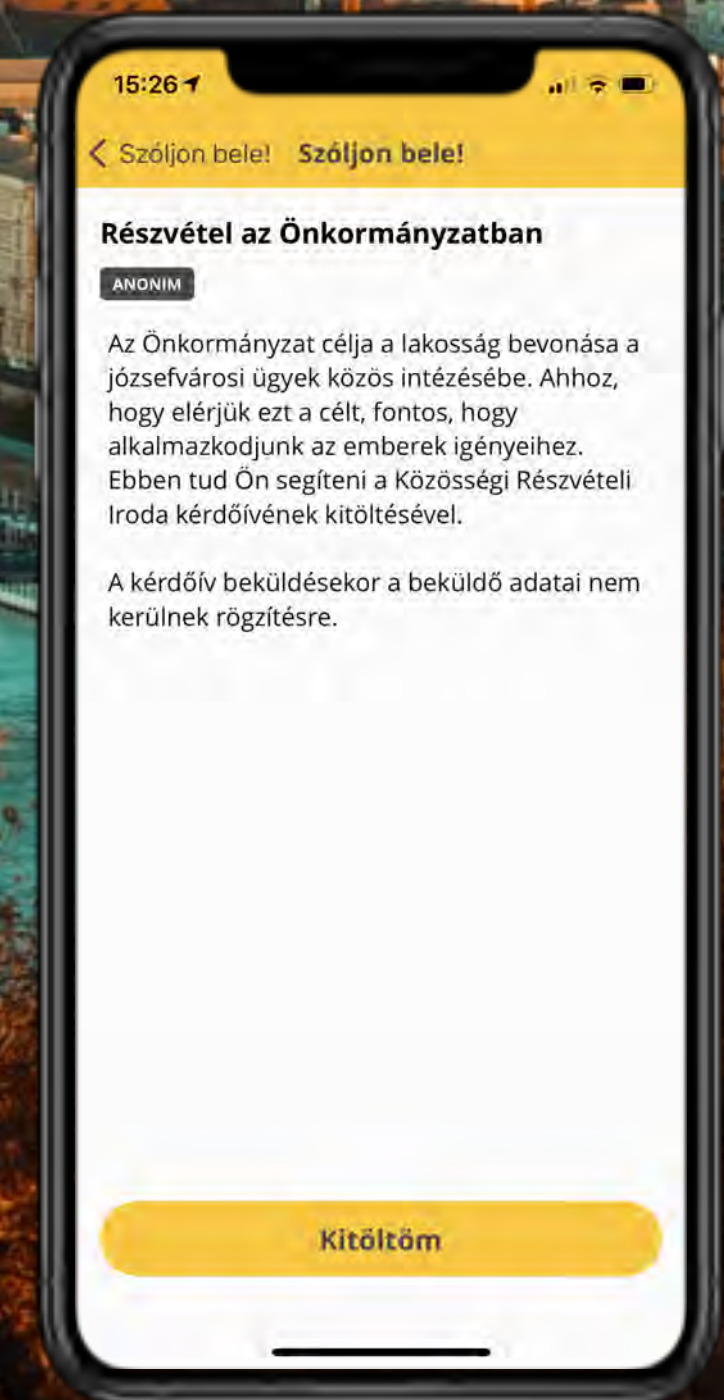 15:26
Szóljon bele! Szóljon bele!
Részvétel az Önkormányzatban
ANONIM
Az Önkormányzat célja a lakosság bevonása a
józsefvárosi ügyek közös intézésébe. Ahhoz,
hogy elérjük ezt a célt, fontos, hogy
alkalmazkodjunk az emberek igényeihez.
Ebben tud Ön segíteni a Közösségi Részvételi
Iroda kérdőívének kitöltésével.
A kérdőív beküldésekor a beküldő adatai nem
kerülnek rögzítésre.
Kitöltöm